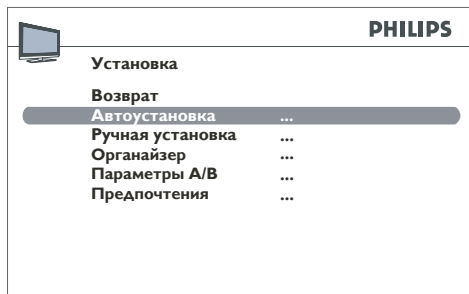 PHILIPS
Установка
Возврат
Автоустановка ...
Ручная установка ...
Органайзер ...
Параметры А/В ...
Предпочтения ...